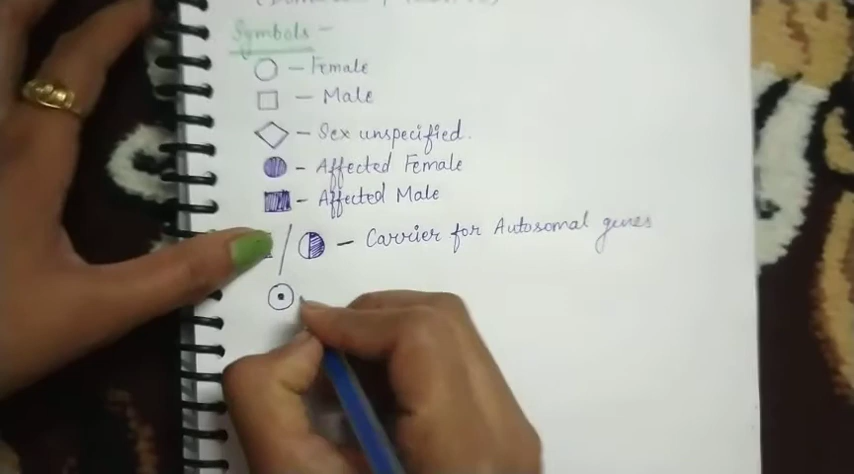 Symbols -
- Female
- Male
- Sex unspecified.
- Affected Female
- Affected Male
/ - Carrier for Autosomal genes